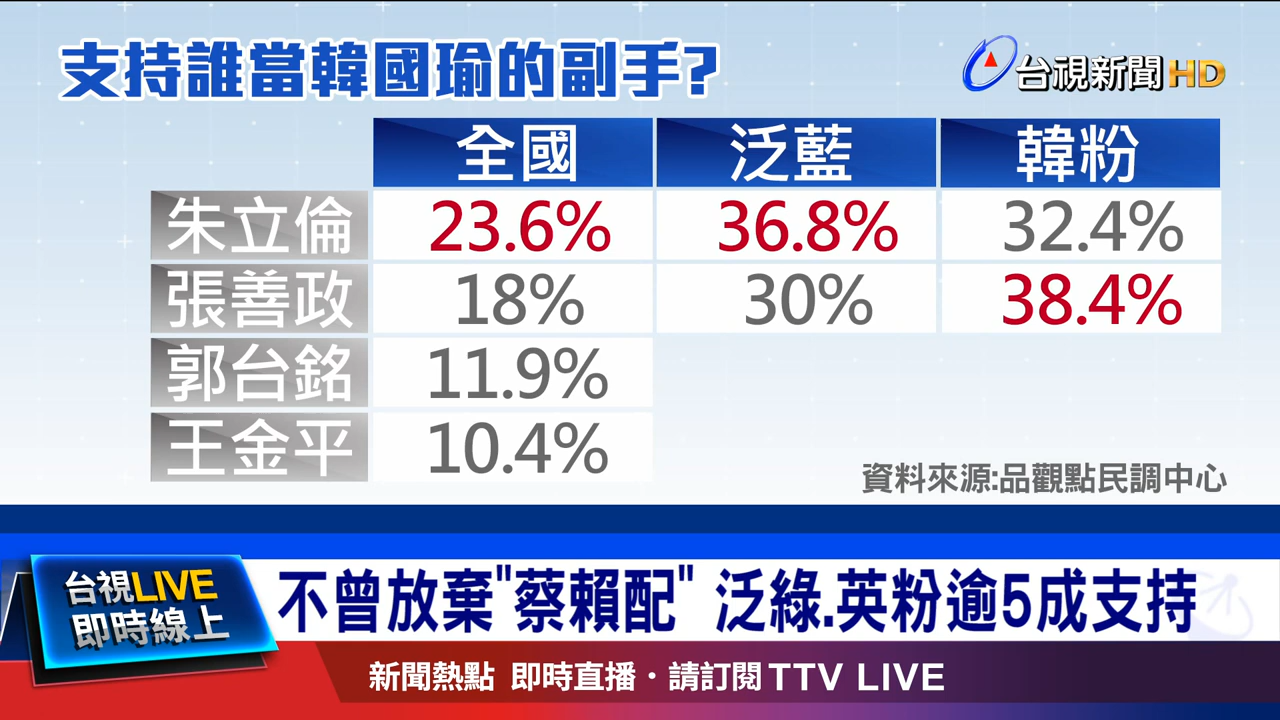 支持誰當韓國瑜的副手?
台視新聞HD
全國 泛藍 韓粉
朱立倫 23.6% 36.8% 32.4%
張善政 18% 30% 38.4%
郭台銘 11.9%
王金平 10.4%
資料來源:品觀點民調中心
台視LIVE
即時線上
不曾放棄"蔡賴配" 泛綠.英粉逾5成支持
新聞熱點 即時直播・請訂閱TTV LIVE